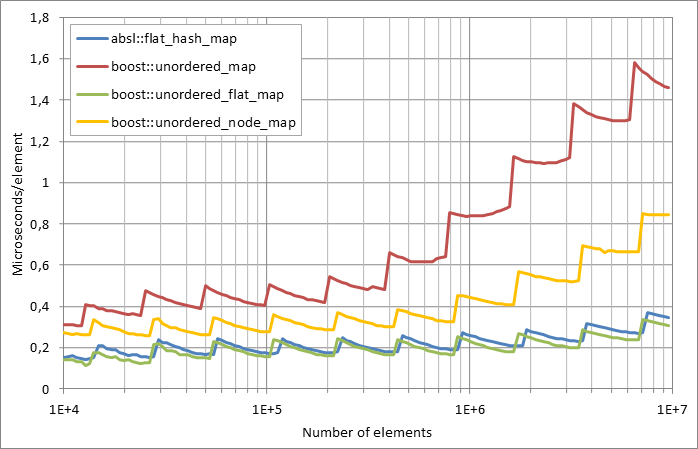 1,8
absl::flat_hash_map
boost::unordered_map
boost::unordered_flat_map
boost::unordered_node_map
1,6
1,4
1,2
1
0,8
0,6
0,4
0,2
0
Microseconds/element
1E+4
1E+5
1E+6
1E+7
Number of elements